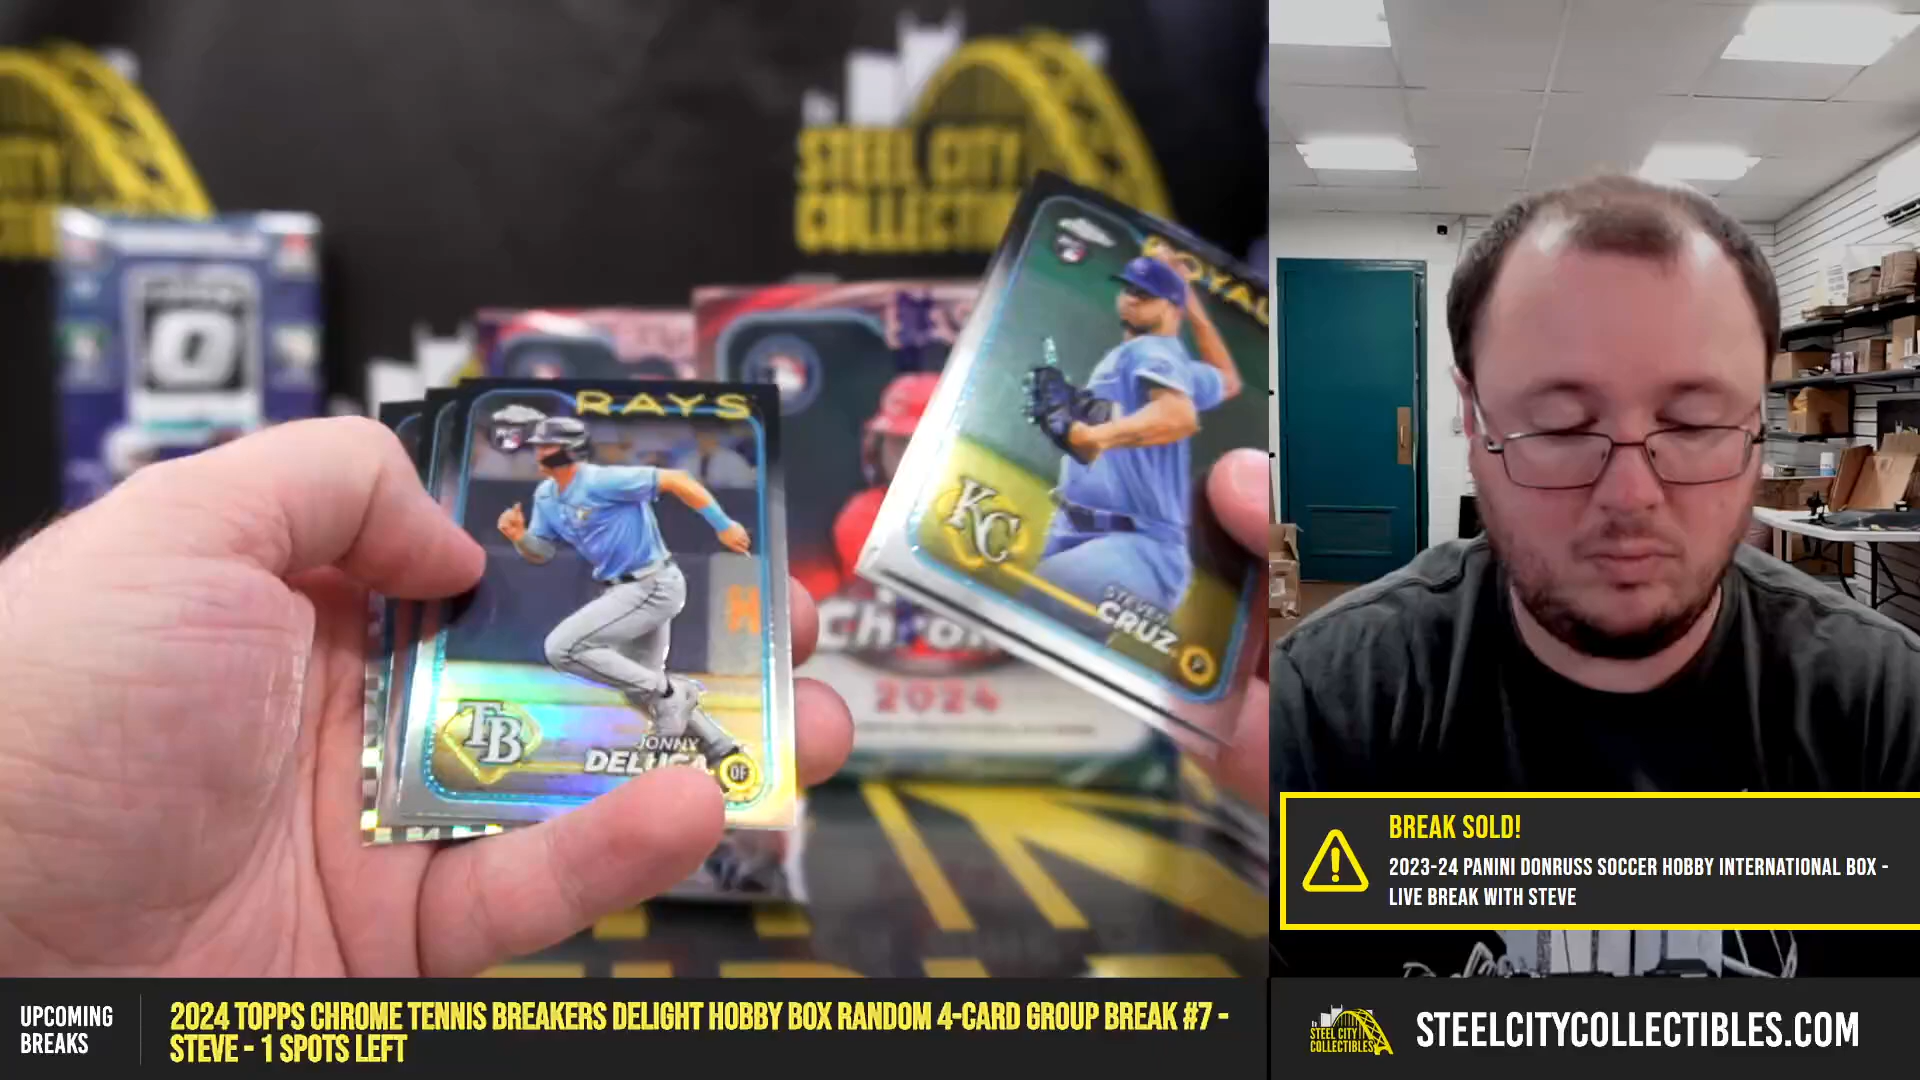 STEEL CITY
COLLECTIBLES
RAYS
TB
JONNY
DELUCA
OF
ROYAL
KC
STEVEN
CRUZ
P
Chrome
2024
BREAK SOLD!
2023-24 PANINI DONRUSS SOCCER HOBBY INTERNATIONAL BOX -
LIVE BREAK WITH STEVE
UPCOMING
BREAKS
2024 TOPPS CHROME TENNIS BREAKERS DELIGHT HOBBY BOX RANDOM 4-CARD GROUP BREAK #7 -
STEVE - 1 SPOTS LEFT
STEEL CITY
COLLECTIBLES
STEELCITYCOLLECTIBLES.COM